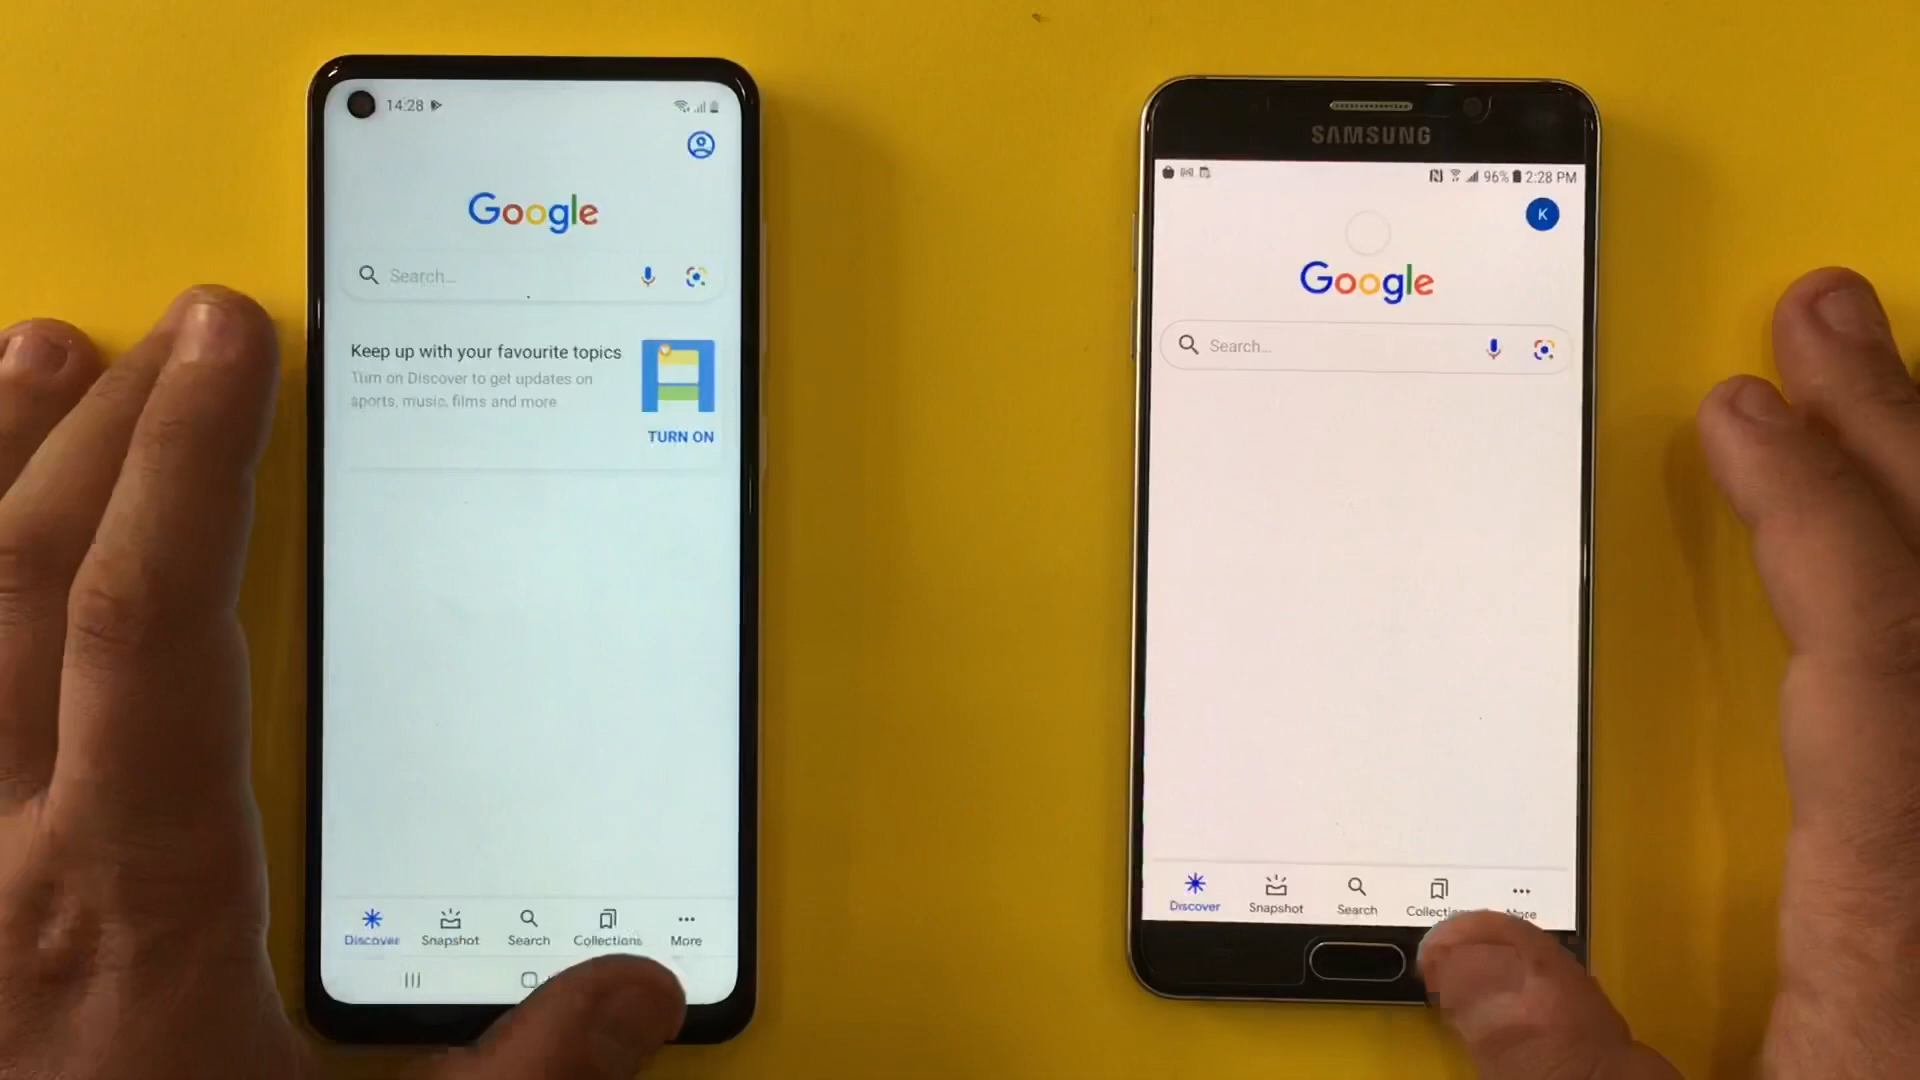 14:28
Google
Search...
Keep up with your favourite topics
Turn on Discover to get updates on
sports, music, films and more
TURN ON
Discover Snapshot Search Collections More
SAMSUNG
96% 2:28 PM
K
Google
Search...
Discover Snapshot Search Collections More